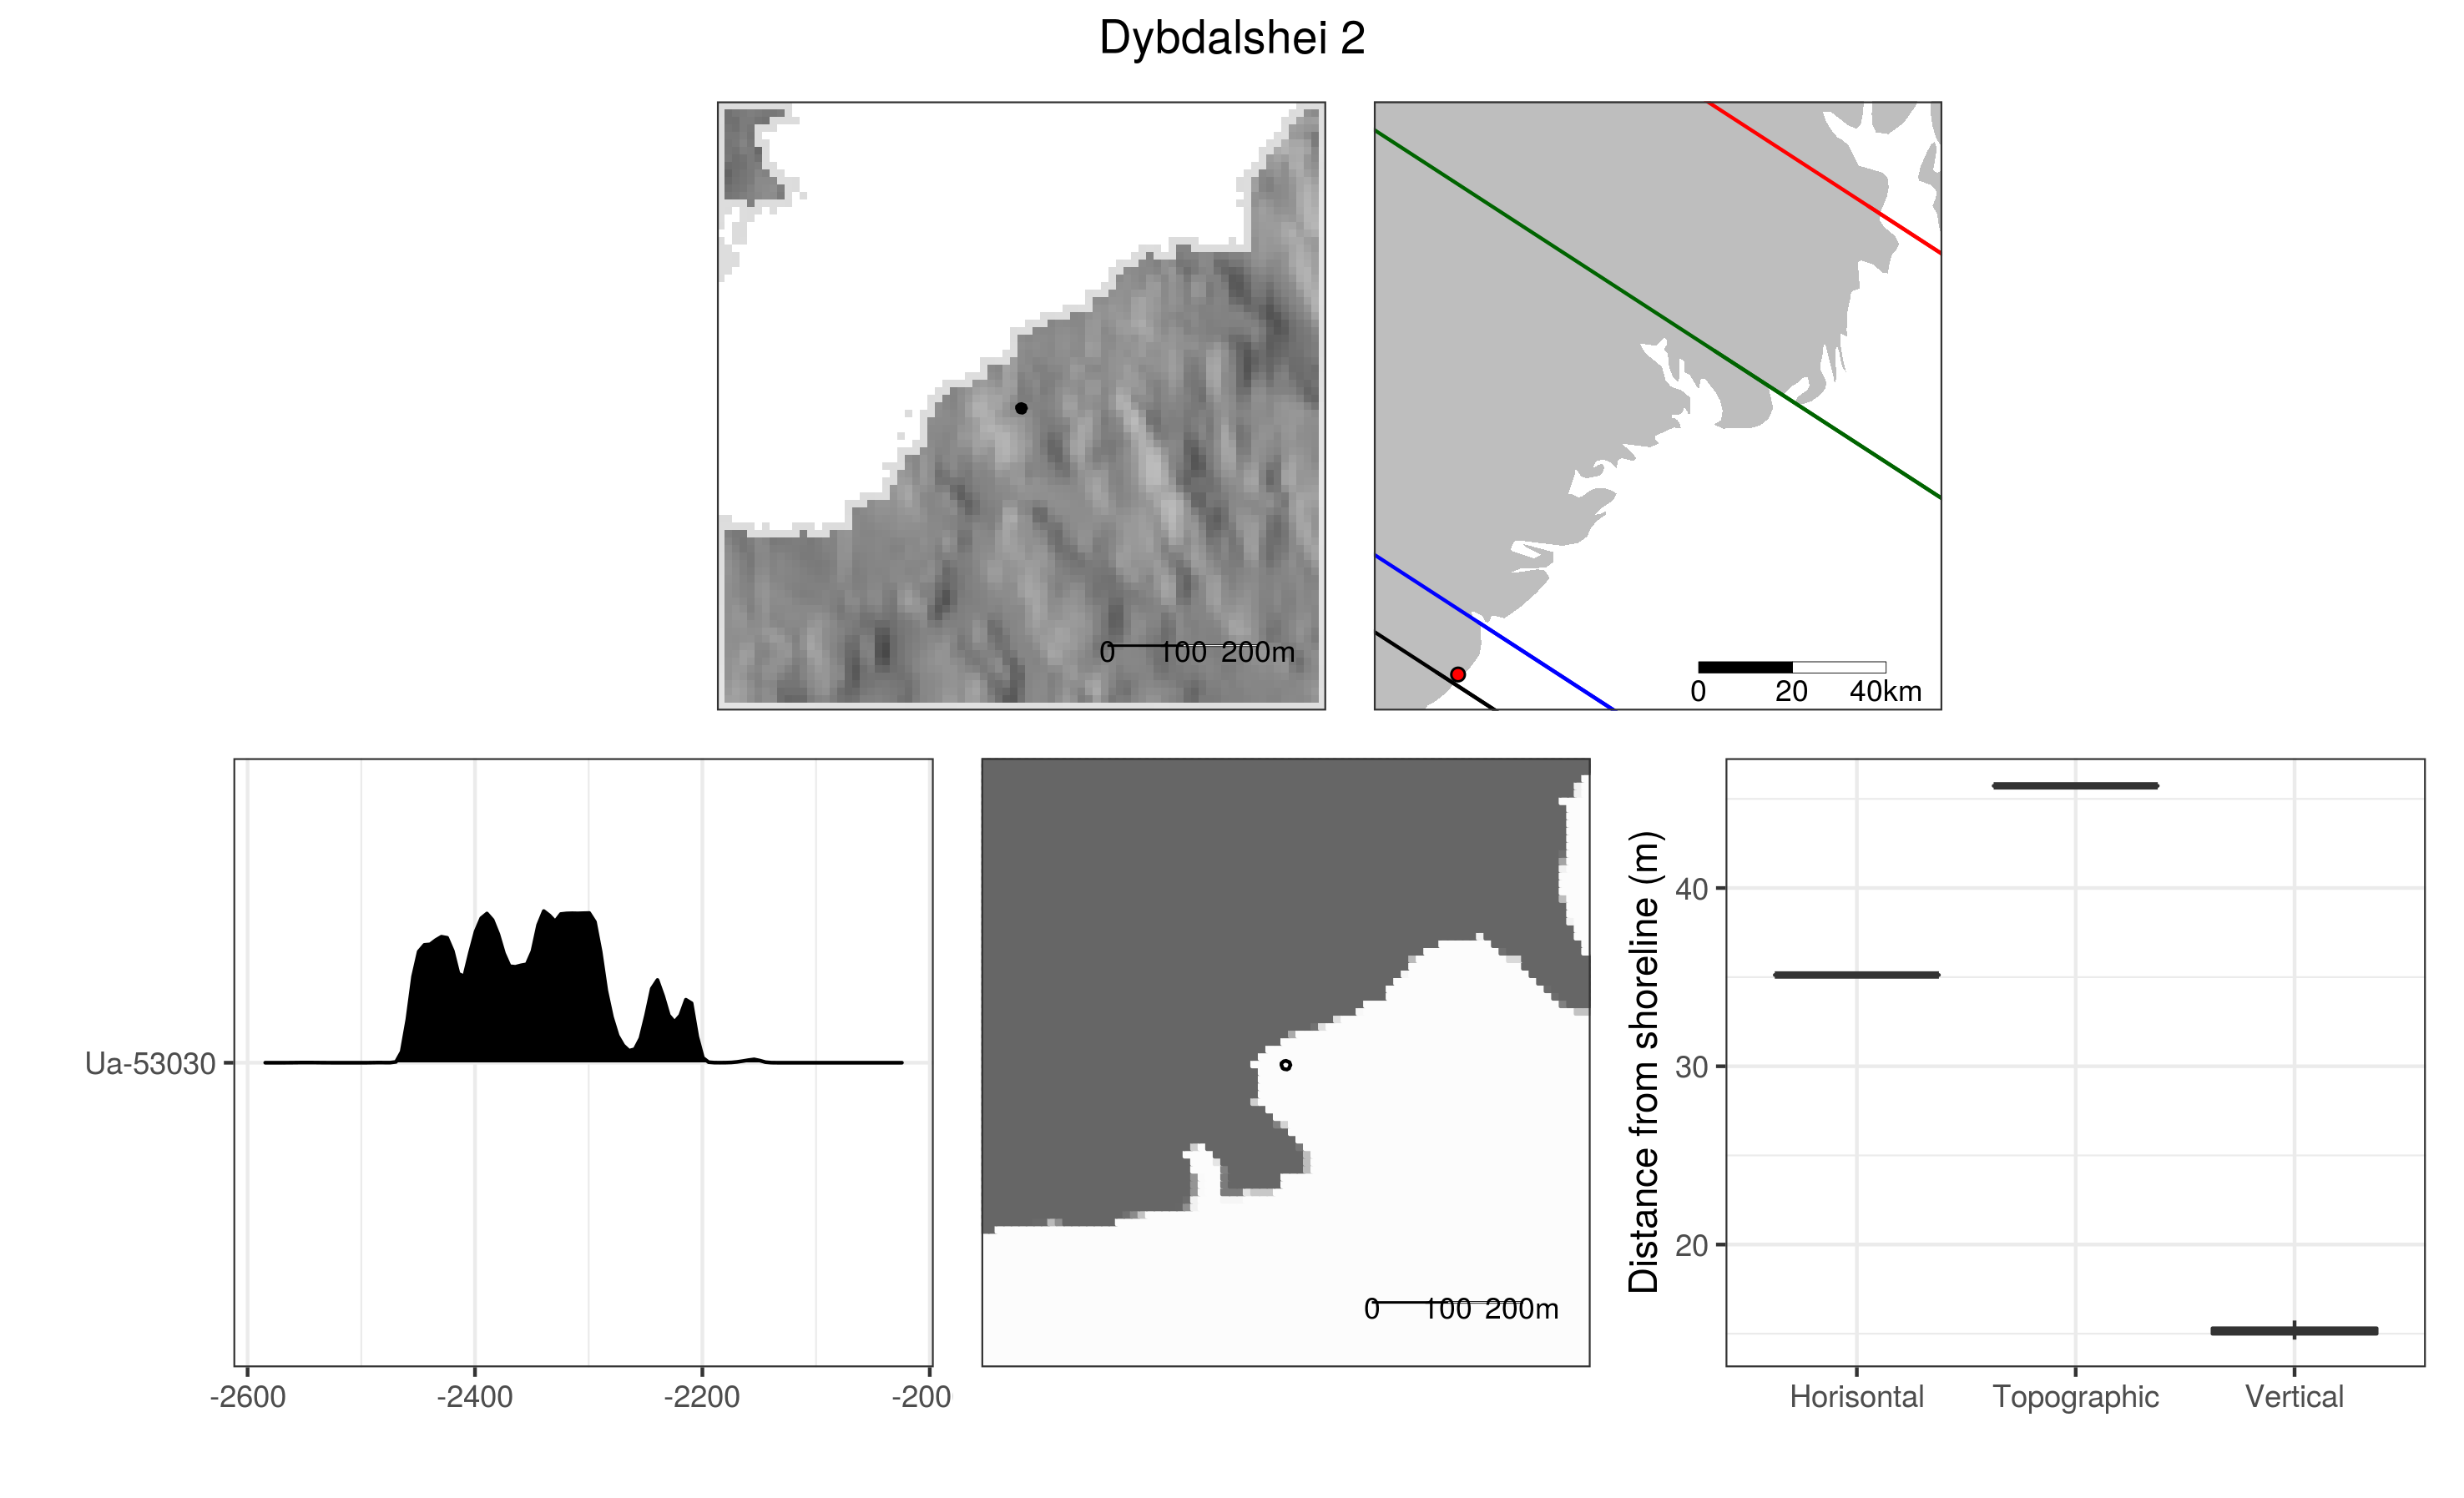 Dybdalshei 2
0 100 200m
0 20 40km
Ua-53030
-2600 -2400 -2200 -200
0 100 200m
Distance from shoreline (m)
40
30
20
Horisontal Topographic Vertical